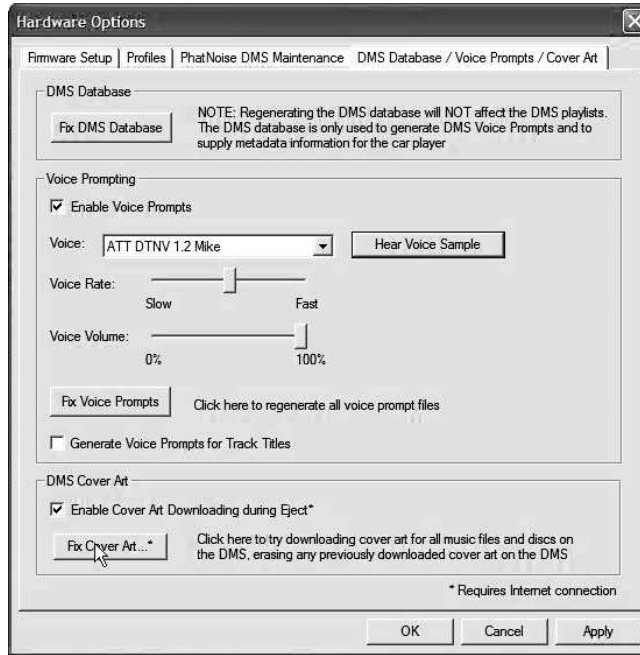 Hardware Options
Firmware Setup Profiles PhatNoise DMS Maintenance DMS Database / Voice Prompts / Cover Art
DMS Database
Fix DMS Database
NOTE: Regenerating the DMS database will NOT affect the DMS playlists.
The DMS database is only used to generate DMS Voice Prompts and to
supply metadata information for the car player
Voice Prompting
Enable Voice Prompts
Voice: ATT DTNV 1.2 Mike Hear Voice Sample
Voice Rate:
Slow Fast
Voice Volume:
0% 100%
Fix Voice Prompts Click here to regenerate all voice prompt files
Generate Voice Prompts for Track Titles
DMS Cover Art
Enable Cover Art Downloading during Eject*
Fix Cover Art...*
Click here to try downloading cover art for all music files and discs on
the DMS, erasing any previously downloaded cover art on the DMS
* Requires Internet connection
OK Cancel Apply